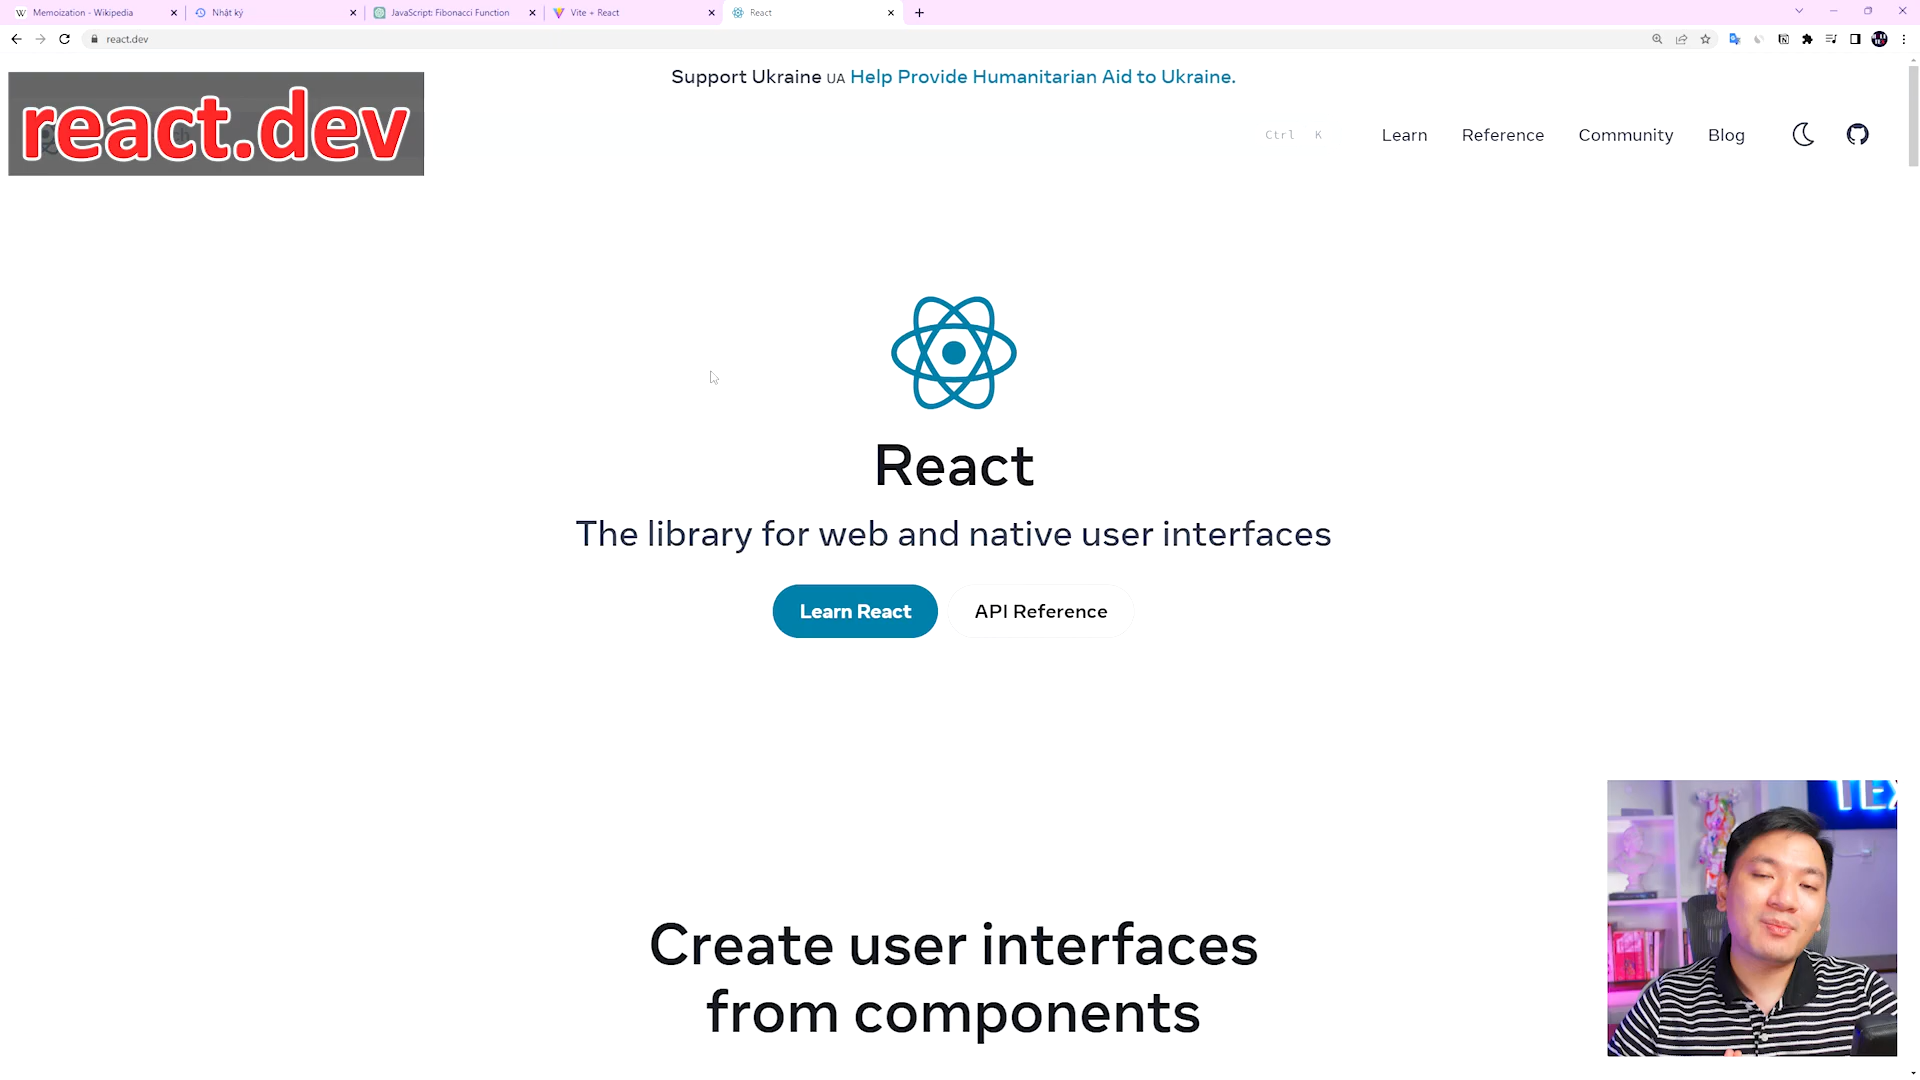 Memoization - Wikipedia
Nhật ký
JavaScript: Fibonacci Function
Vite + React
React
react.dev
Support Ukraine UA Help Provide Humanitarian Aid to Ukraine.
react.dev
Ctrl K
Learn
Reference
Community
Blog
React
The library for web and native user interfaces
Learn React
API Reference
Create user interfaces
from components